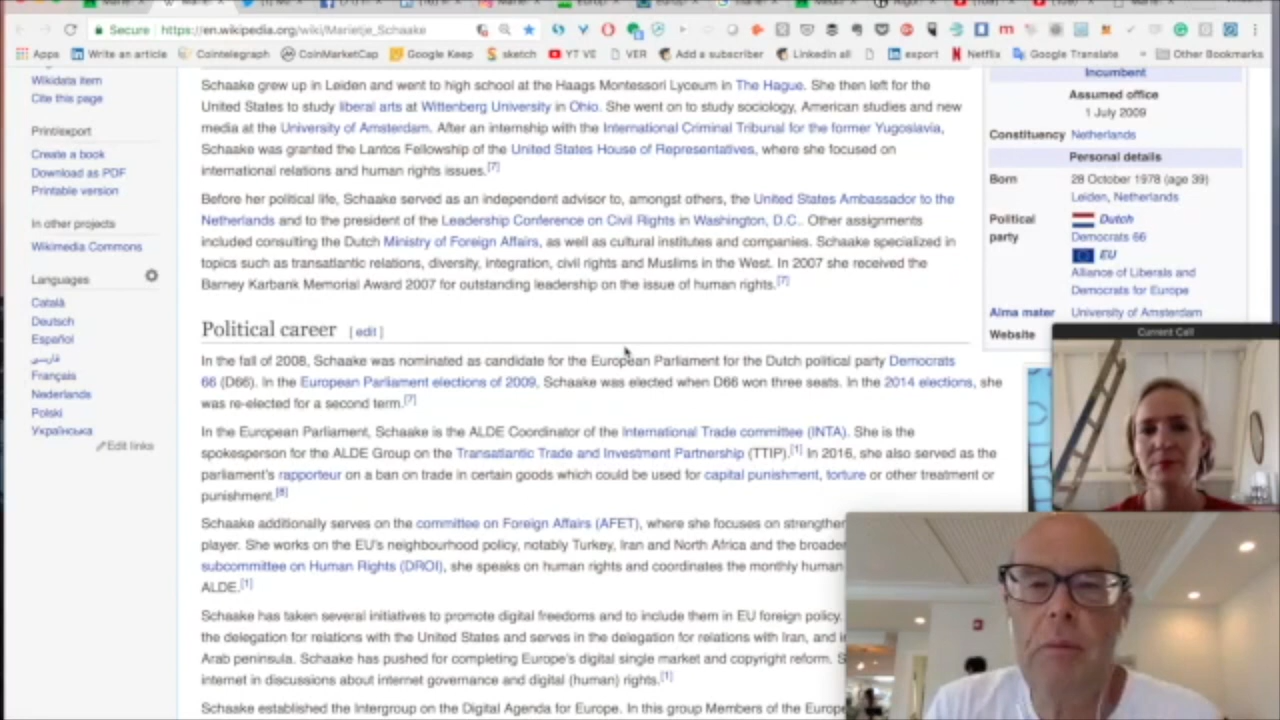 Secure https://en.wikipedia.org/wiki/Marietje_Schaake
Apps Write an article Cointelegraph CoinMarketCap Google Keep sketch YT VE VER Add a subscriber Linkedin all export Netflix Google Translate Other Bookmarks
Wikidata item
Cite this page
Print/export
Create a book
Download as PDF
Printable version
In other projects
Wikimedia Commons
Languages
Català
Deutsch
Español
فارسی
Français
Nederlands
Polski
Українська
Edit links
Schaake grew up in Leiden and went to high school at the Haags Montessori Lyceum in The Hague. She then left for the
United States to study liberal arts at Wittenberg University in Ohio. She went on to study sociology, American studies and new
media at the University of Amsterdam. After an internship with the International Criminal Tribunal for the former Yugoslavia,
Schaake was granted the Lantos Fellowship of the United States House of Representatives, where she focused on
international relations and human rights issues.[7]
Before her political life, Schaake served as an independent advisor to, amongst others, the United States Ambassador to the
Netherlands and to the president of the Leadership Conference on Civil Rights in Washington, D.C.. Other assignments
included consulting the Dutch Ministry of Foreign Affairs, as well as cultural institutes and companies. Schaake specialized in
topics such as transatlantic relations, diversity, integration, civil rights and Muslims in the West. In 2007 she received the
Barney Karbank Memorial Award 2007 for outstanding leadership on the issue of human rights.[7]
Political career [ edit ]
In the fall of 2008, Schaake was nominated as candidate for the European Parliament for the Dutch political party Democrats
66 (D66). In the European Parliament elections of 2009, Schaake was elected when D66 won three seats. In the 2014 elections, she
was re-elected for a second term.[7]
In the European Parliament, Schaake is the ALDE Coordinator of the International Trade committee (INTA). She is the
spokesperson for the ALDE Group on the Transatlantic Trade and Investment Partnership (TTIP).[1] In 2016, she also served as the
parliament's rapporteur on a ban on trade in certain goods which could be used for capital punishment, torture or other treatment or
punishment.[8]
Schaake additionally serves on the committee on Foreign Affairs (AFET), where she focuses on strengther
player. She works on the EU's neighbourhood policy, notably Turkey, Iran and North Africa and the broader
subcommittee on Human Rights (DROI), she speaks on human rights and coordinates the monthly human
ALDE.[1]
Schaake has taken several initiatives to promote digital freedoms and to include them in EU foreign policy.
the delegation for relations with the United States and serves in the delegation for relations with Iran, and in
Arab peninsula. Schaake has pushed for completing Europe's digital single market and copyright reform. S
internet in discussions about internet governance and digital (human) rights.[1]
Schaake established the Intergroup on the Digital Agenda for Europe. In this group Members of the Europe
Incumbent
Assumed office
1 July 2009
Constituency Netherlands
Personal details
Born 28 October 1978 (age 39)
Leiden, Netherlands
Political party Dutch
Democrats 66
EU
Alliance of Liberals and
Democrats for Europe
Alma mater University of Amsterdam
Website
Current Call